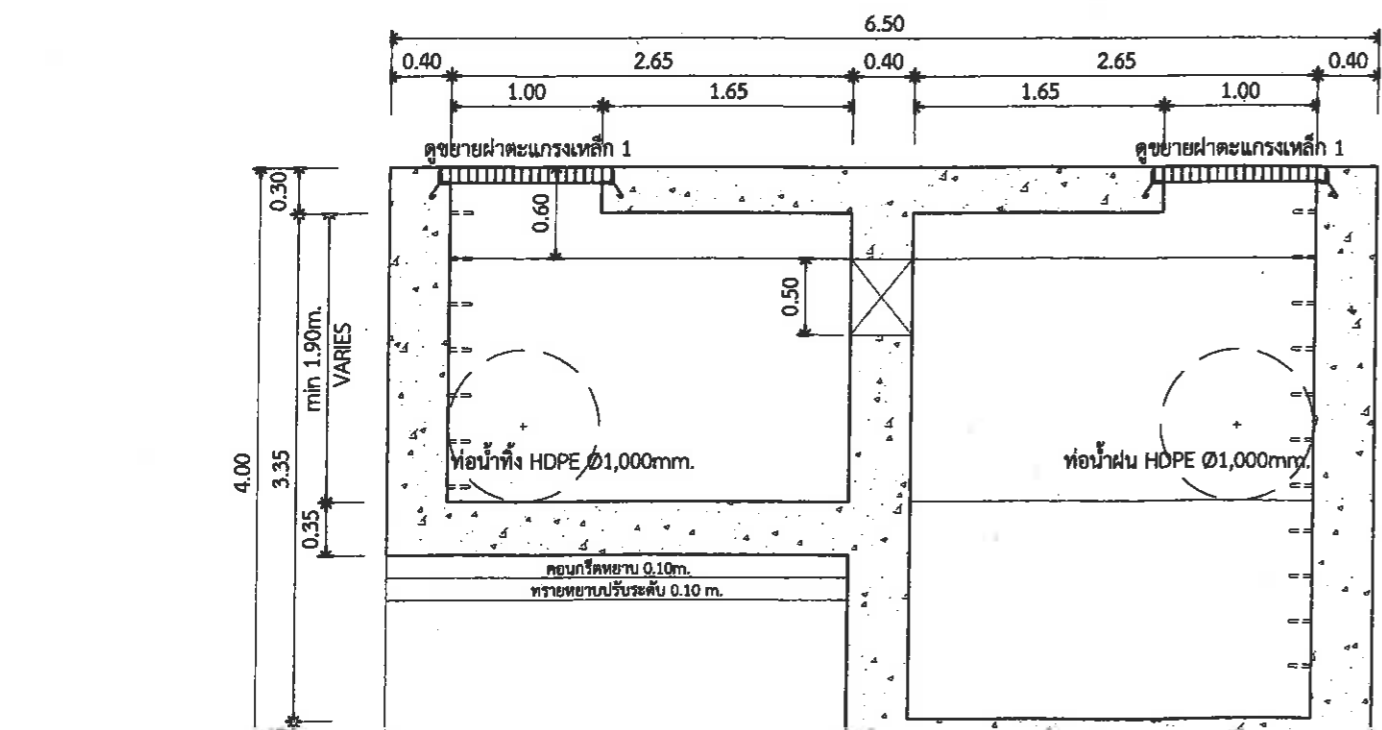 6.50
0.40 2.65 0.40 2.65 0.40
1.00 1.65 1.65 1.00
ดูขยายฝาตะแกรงเหล็ก 1 ดูขยายฝาตะแกรงเหล็ก 1
0.30
0.60
0.50
min 1.90m.
VARIES
4.00
3.35
ท่อน้ำทิ้ง HDPE Ø1,000mm. ท่อน้ำฝน HDPE Ø1,000mm.
0.35
คอนกรีตหยาบ 0.10m.
ทรายหยาบปรับระดับ 0.10 m.